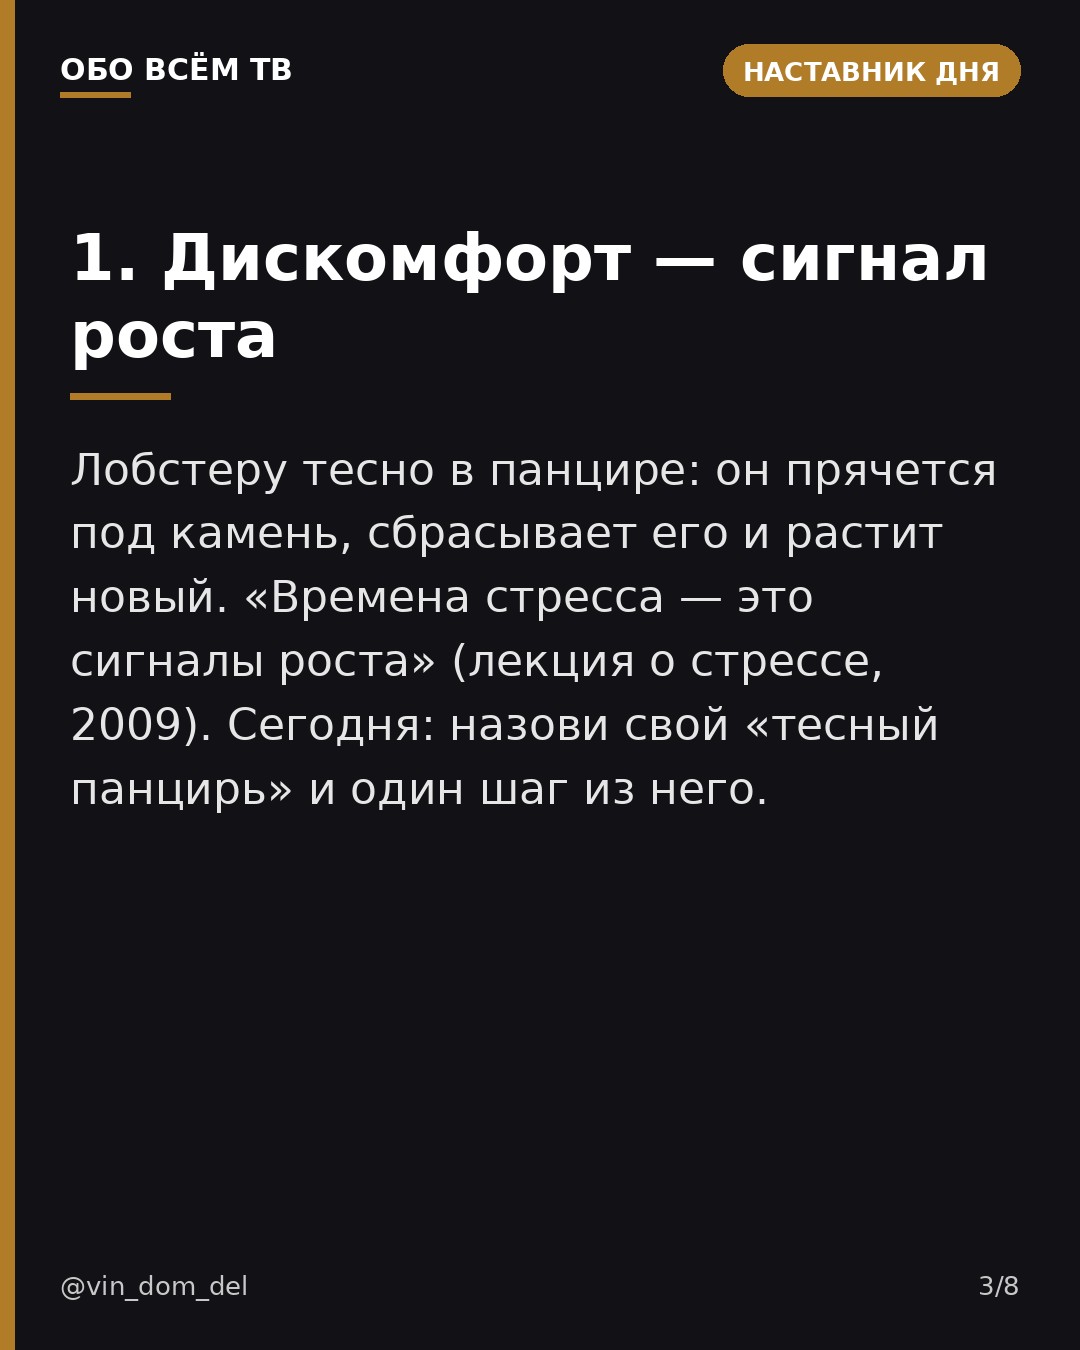 ОБО ВСЁМ ТВ
НАСТАВНИК ДНЯ
1. Дискомфорт — сигнал
роста
Лобстеру тесно в панцире: он прячется
под камень, сбрасывает его и растит
новый. «Времена стресса — это
сигналы роста» (лекция о стрессе,
2009). Сегодня: назови свой «тесный
панцирь» и один шаг из него.
@vin_dom_del
3/8